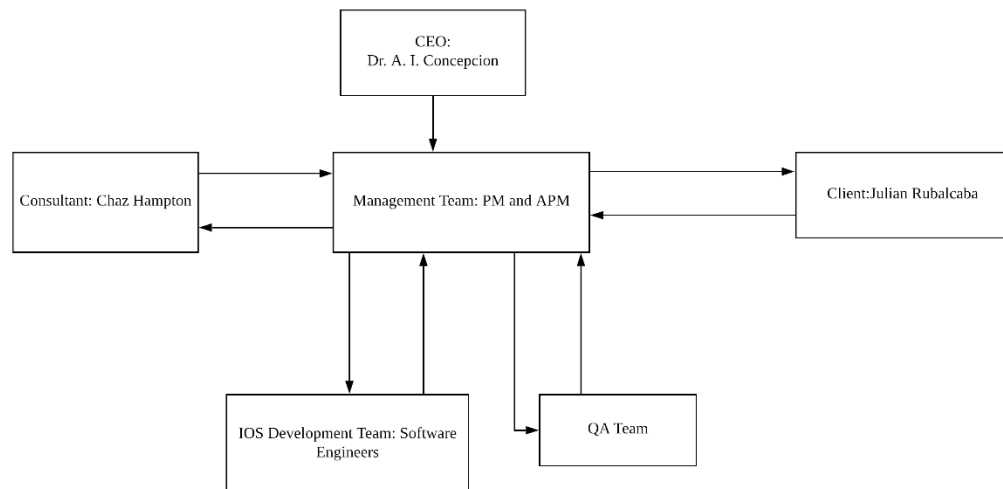 CEO:
Dr. A. I. Concepcion
Consultant: Chaz Hampton
Management Team: PM and APM
Client:Julian Rubalcaba
IOS Development Team: Software
Engineers
QA Team